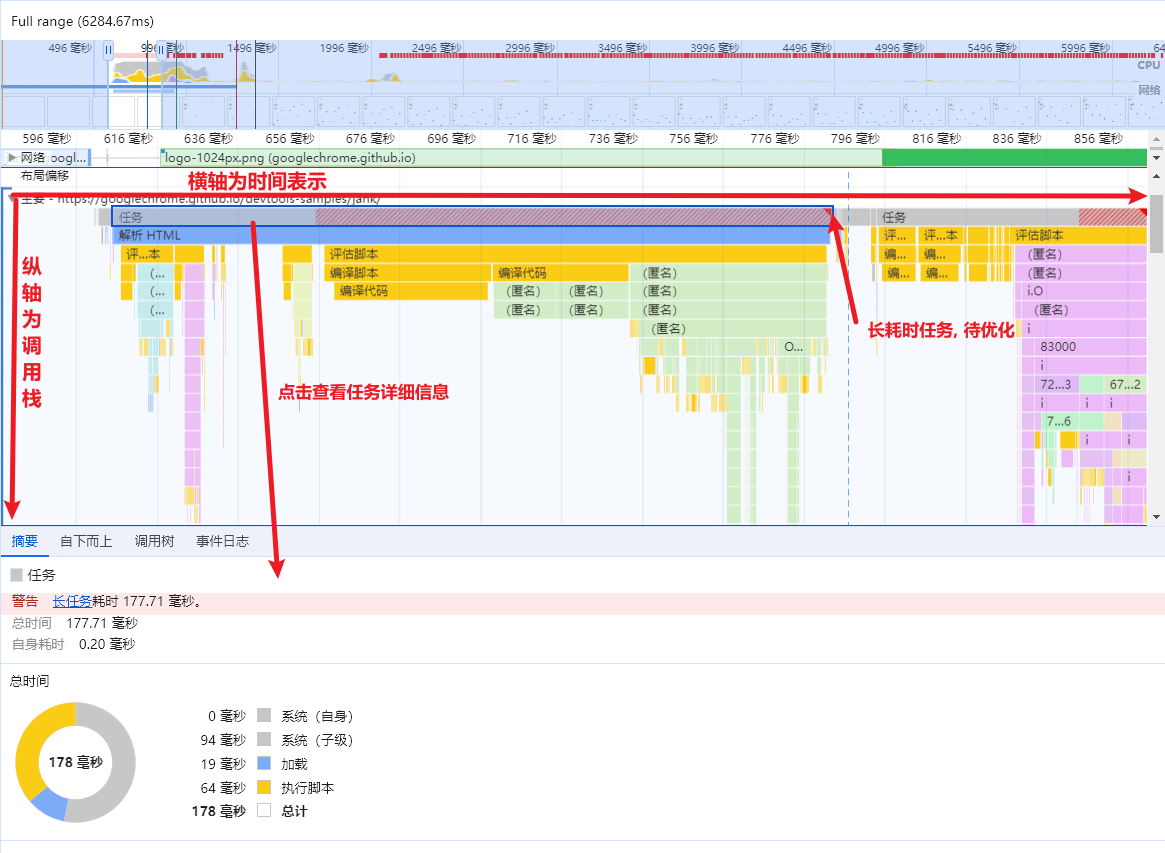 Full range (6284.67ms)
496 毫秒 996 毫秒 1496 毫秒 1996 毫秒 2496 毫秒 2996 毫秒 3496 毫秒 3996 毫秒 4496 毫秒 4996 毫秒 5496 毫秒 5996 毫秒 64
CPU
网络
596 毫秒 616 毫秒 636 毫秒 656 毫秒 676 毫秒 696 毫秒 716 毫秒 736 毫秒 756 毫秒 776 毫秒 796 毫秒 816 毫秒 836 毫秒 856 毫秒
网络 oogl... logo-1024px.png (googlechrome.github.io)
布局偏移
横轴为时间表示
主要 - https://googlechrome.github.io/devtools-samples/jank/
任务 任务
解析 HTML 评... 评...本 评估脚本
评...本 评估脚本 编... 编... (匿名)
(... 编译脚本 编译代码 (匿名) 编... 编... (匿名)
(... 编译代码 (匿名) (匿名) (匿名) i.O
(... (匿名) (匿名) (匿名) (匿名)
(匿名) i
O... 83000
i
72...3 67...2
i i i
7...6
i i
i
纵轴为调用栈
长耗时任务, 待优化
点击查看任务详细信息
摘要 自下而上 调用树 事件日志
任务
警告 长任务耗时 177.71 毫秒。
总时间 177.71 毫秒
自身耗时 0.20 毫秒
总时间
178 毫秒
0 毫秒 系统（自身）
94 毫秒 系统（子级）
19 毫秒 加载
64 毫秒 执行脚本
178 毫秒 总计